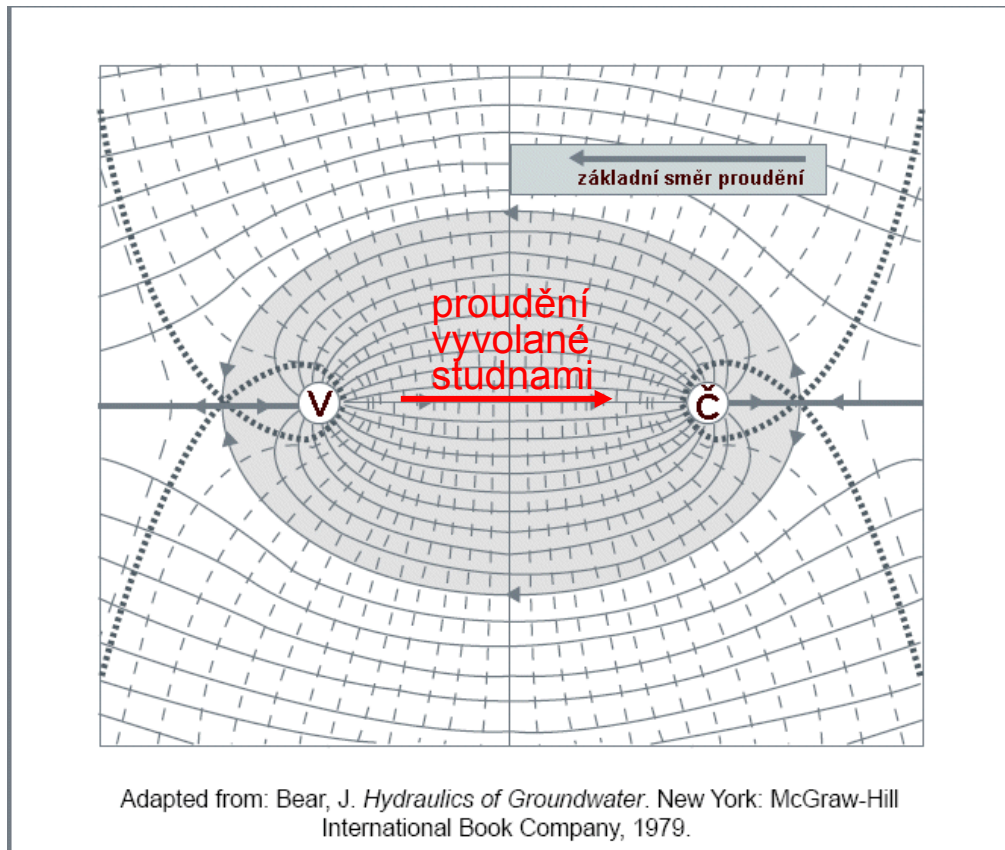 základní směr proudění
proudění
vyvolané
studnami
V
Č
Adapted from: Bear, J. Hydraulics of Groundwater. New York: McGraw-Hill
International Book Company, 1979.